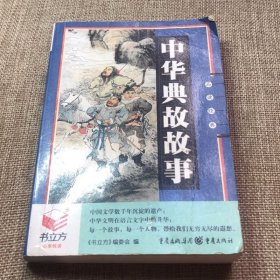 中华典故故事
中国文学数千年沉淀的遗产;
中华文明在语言文字中的升华;
每一个故事,每一个人物,带给我们无穷无尽的遐想。
书立方
《书立方》编委会 编
重庆出版集团 重庆出版社